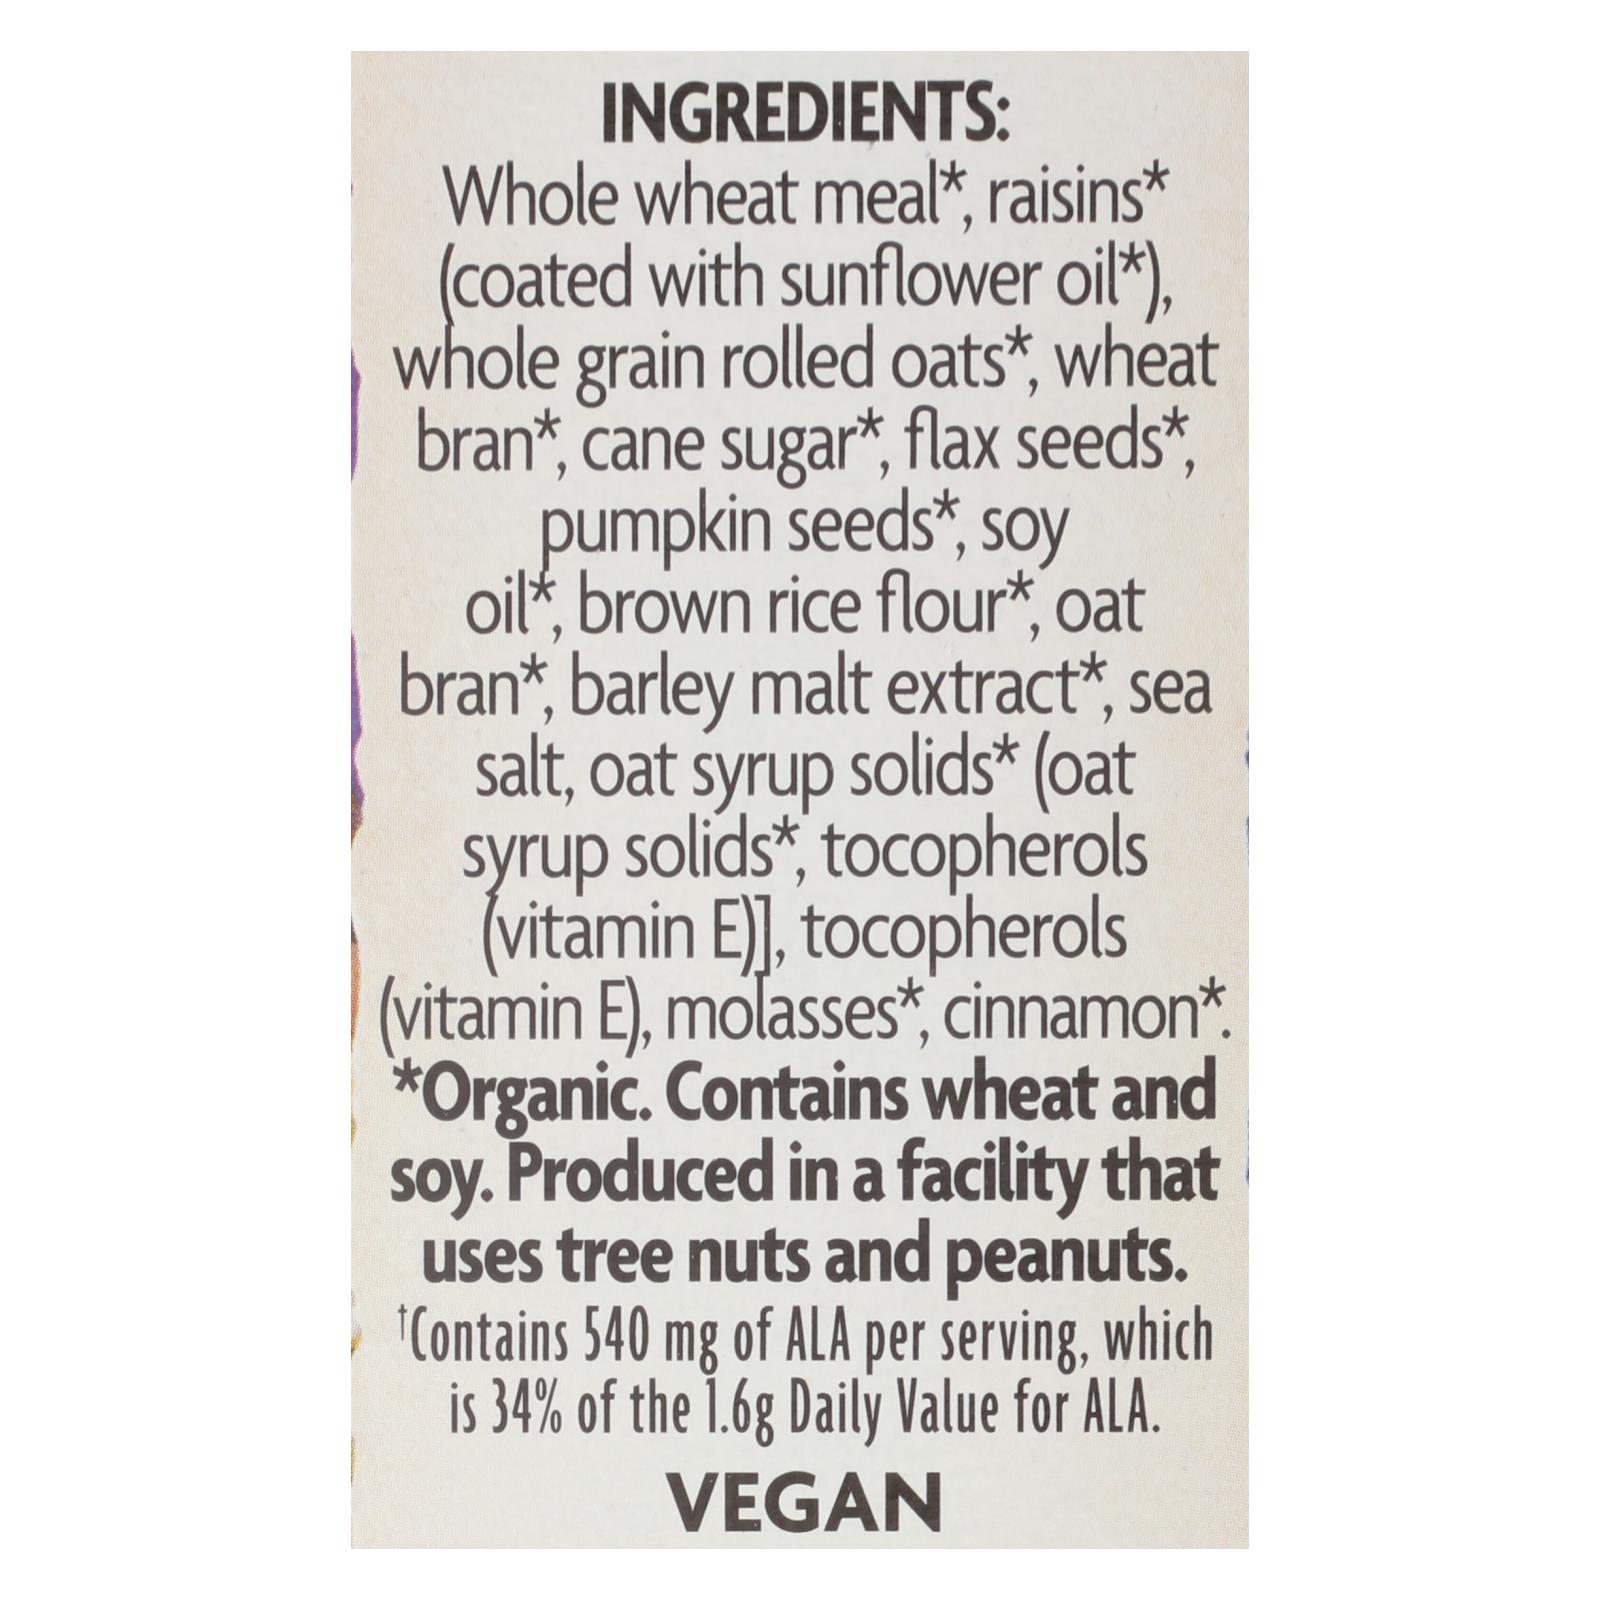 INGREDIENTS:
Whole wheat meal*, raisins*
(coated with sunflower oil*),
whole grain rolled oats*, wheat
bran*, cane sugar*, flax seeds*,
pumpkin seeds*, soy
oil*, brown rice flour*, oat
bran*, barley malt extract*, sea
salt, oat syrup solids* (oat
syrup solids*, tocopherols
(vitamin E)], tocopherols
(vitamin E), molasses*, cinnamon*.
*Organic. Contains wheat and
soy. Produced in a facility that
uses tree nuts and peanuts.
†Contains 540 mg of ALA per serving, which
is 34% of the 1.6g Daily Value for ALA.
VEGAN